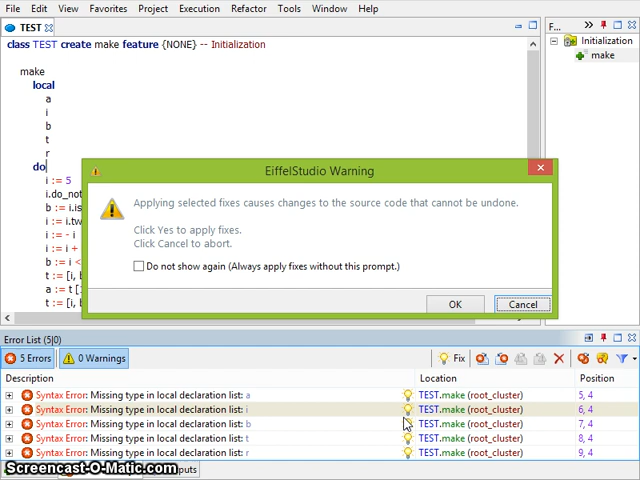 File Edit View Favorites Project Execution Refactor Tools Window Help
TEST
class TEST create make feature {NONE} -- Initialization
make
local
a
i
b
t
r
do
i := 5
i.do_not
b := i.is
i := i.tw
i := - i
i := i +
b := i <
t := [i, b
a := t [1
t := [i, b
F...
Initialization
make
EiffelStudio Warning
Applying selected fixes causes changes to the source code that cannot be undone.
Click Yes to apply fixes.
Click Cancel to abort.
Do not show again (Always apply fixes without this prompt.)
OK Cancel
Error List (5|0)
5 Errors 0 Warnings Fix
Description Location Position
Syntax Error: Missing type in local declaration list: a TEST.make (root_cluster) 5, 4
Syntax Error: Missing type in local declaration list: i TEST.make (root_cluster) 6, 4
Syntax Error: Missing type in local declaration list: b TEST.make (root_cluster) 7, 4
Syntax Error: Missing type in local declaration list: t TEST.make (root_cluster) 8, 4
Syntax Error: Missing type in local declaration list: r TEST.make (root_cluster) 9, 4
Screencast-O-Matic.com